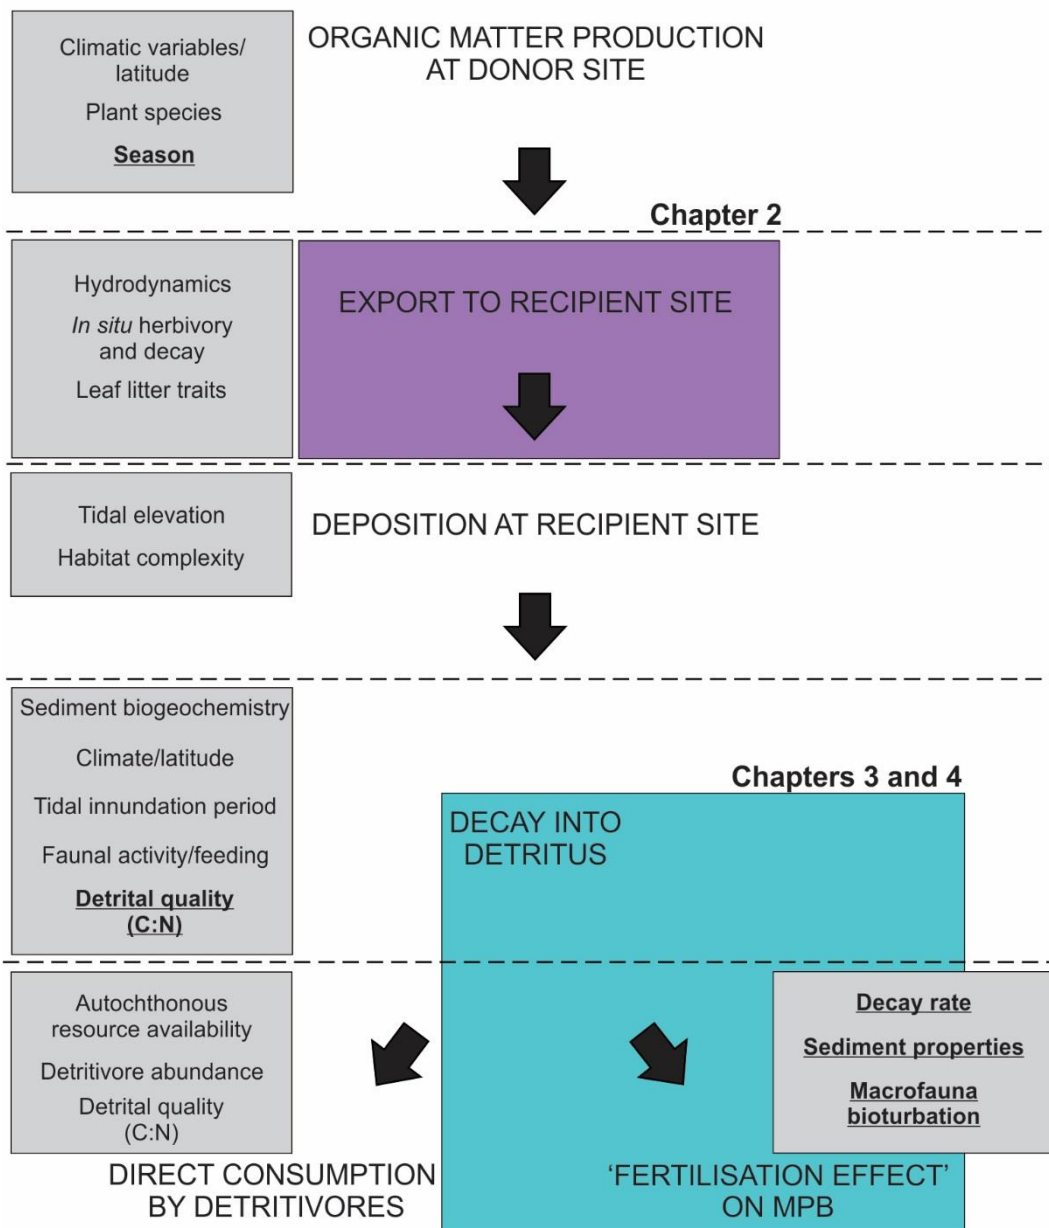 Climatic variables/
latitude
Plant species
Season
ORGANIC MATTER PRODUCTION
AT DONOR SITE
Chapter 2
Hydrodynamics
In situ herbivory
and decay
Leaf litter traits
EXPORT TO RECIPIENT SITE
Tidal elevation
Habitat complexity
DEPOSITION AT RECIPIENT SITE
Sediment biogeochemistry
Climate/latitude
Tidal innundation period
Faunal activity/feeding
Detrital quality
(C:N)
Chapters 3 and 4
DECAY INTO
DETRITUS
Autochthonous
resource availability
Detritivore abundance
Detrital quality
(C:N)
Decay rate
Sediment properties
Macrofauna
bioturbation
DIRECT CONSUMPTION
BY DETRITIVORES
‘FERTILISATION EFFECT’
ON MPB